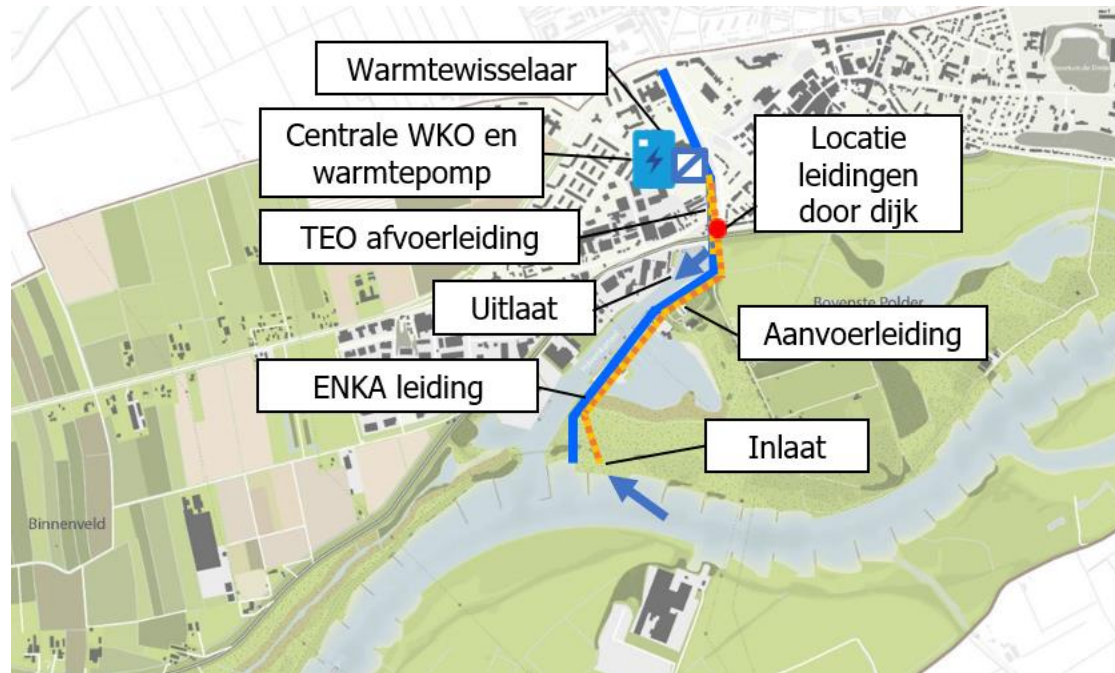 Warmtewisselaar
Centrale WKO en
warmtepomp
Locatie
leidingen
door dijk
TEO afvoerleiding
Uitlaat
Bovenste Polder
Aanvoerleiding
ENKA leiding
Inlaat
Binnenveld